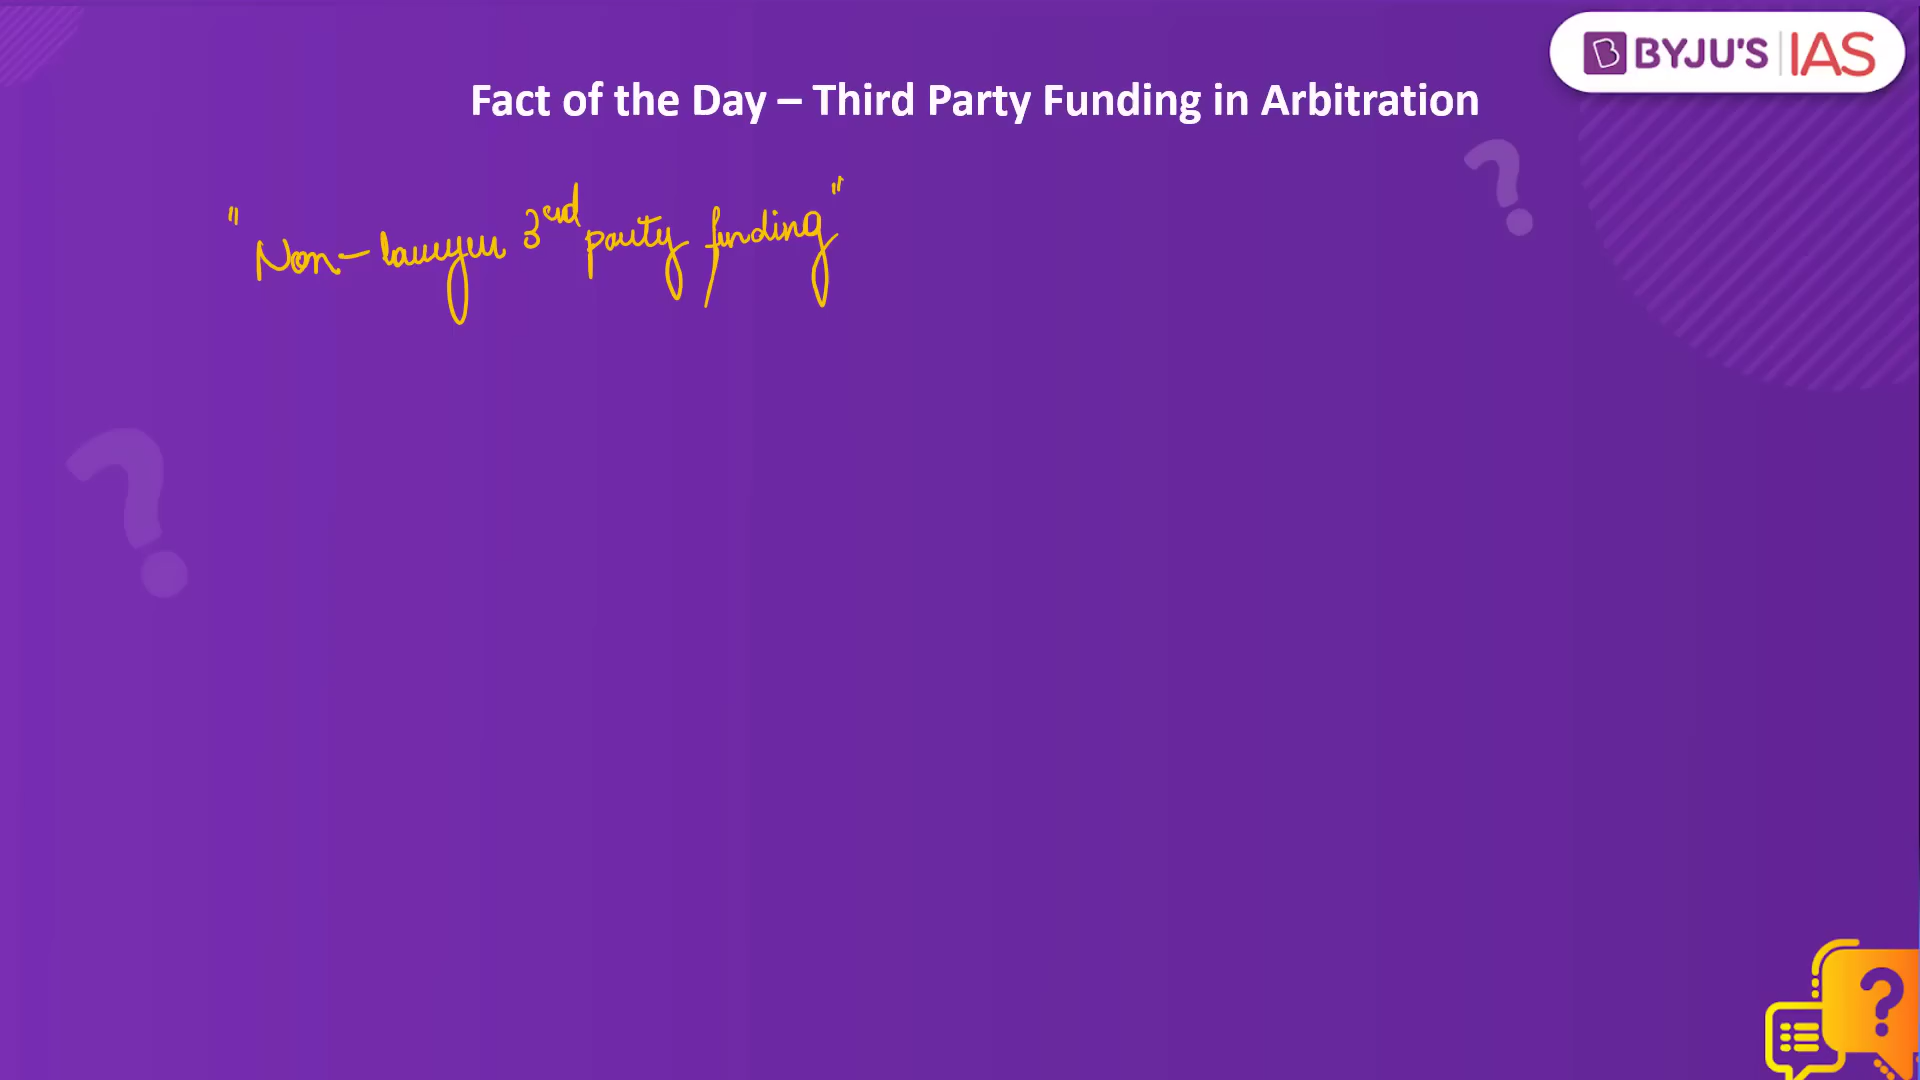 BYJU'S IAS
Fact of the Day – Third Party Funding in Arbitration
"Non-lawyer 3rd party funding"